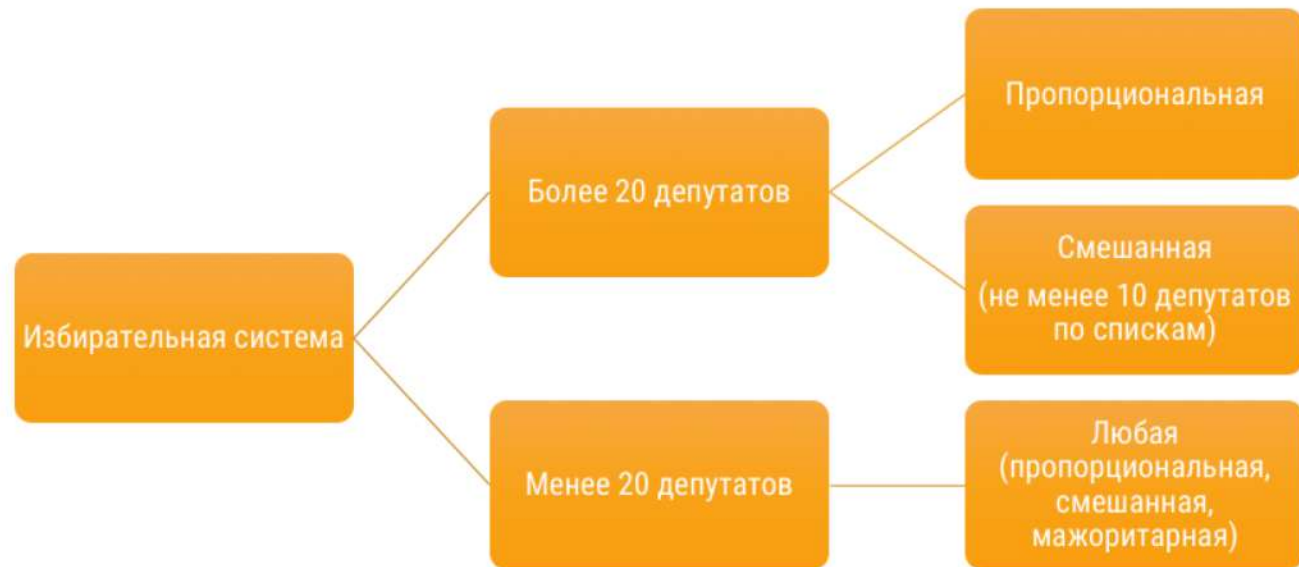 Избирательная система
Более 20 депутатов
Пропорциональная
Смешанная
(не менее 10 депутатов
по спискам)
Менее 20 депутатов
Любая
(пропорциональная,
смешанная,
мажоритарная)